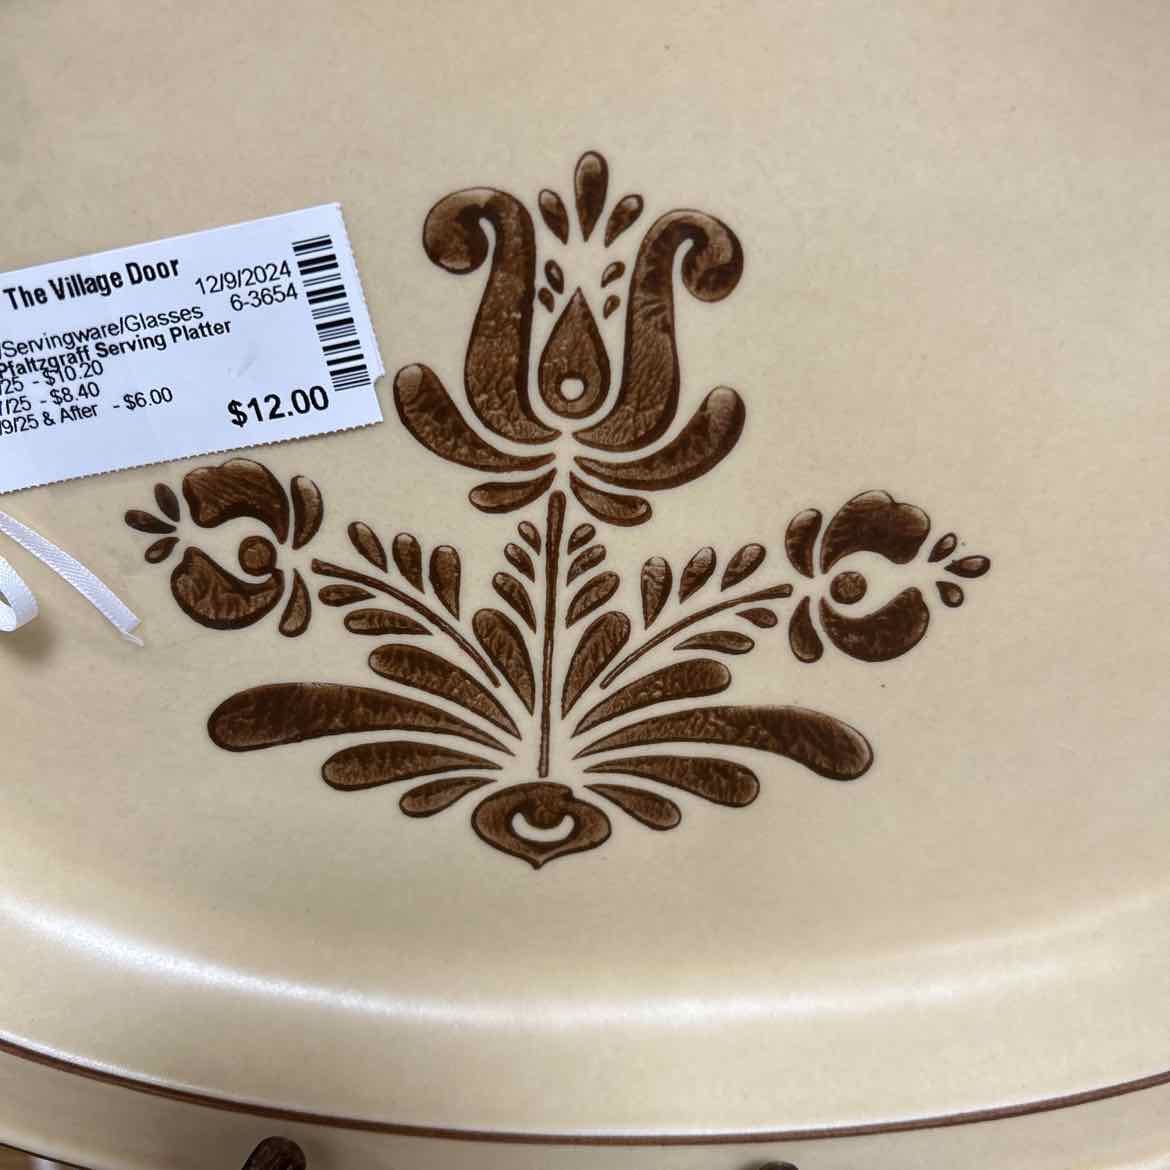 The Village Door
12/9/2024
6-3654
/Servingware/Glasses
Pfaltzgraff Serving Platter
/25 - $10.20
/25 - $8.40
/9/25 & After - $6.00
$12.00